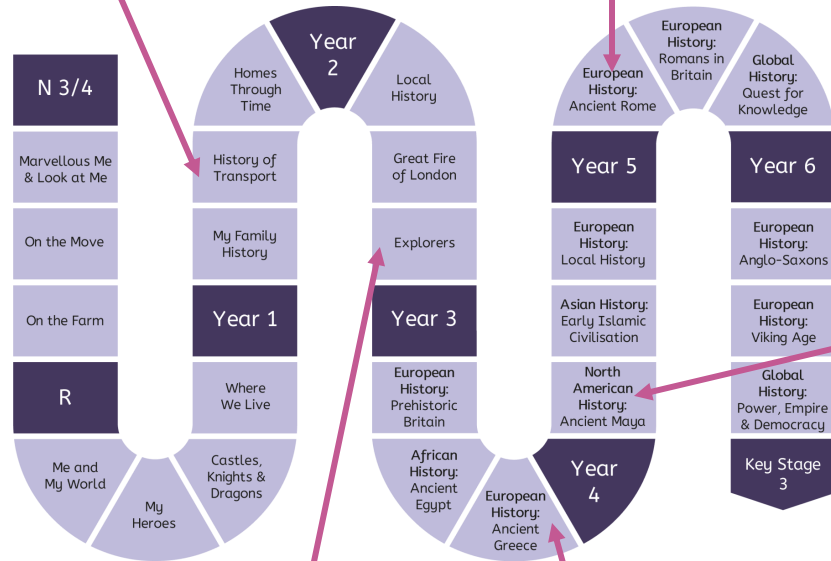 N 3/4
Marvellous Me
& Look at Me
On the Move
On the Farm
R
Me and
My World
My
Heroes
Castles,
Knights &
Dragons
Where
We Live
Year 1
My Family
History
History of
Transport
Homes
Through
Time
Year
2
Local
History
Great Fire
of London
Explorers
Year 3
European
History:
Prehistoric
Britain
African
History:
Ancient
Egypt
European
History:
Ancient
Greece
Year
4
North
American
History:
Ancient Maya
Asian History:
Early Islamic
Civilisation
European
History:
Local History
Year 5
European
History:
Ancient Rome
European
History:
Romans in
Britain
Global
History:
Quest for
Knowledge
Year 6
European
History:
Anglo-Saxons
European
History:
Viking Age
Global
History:
Power, Empire
& Democracy
Key Stage
3